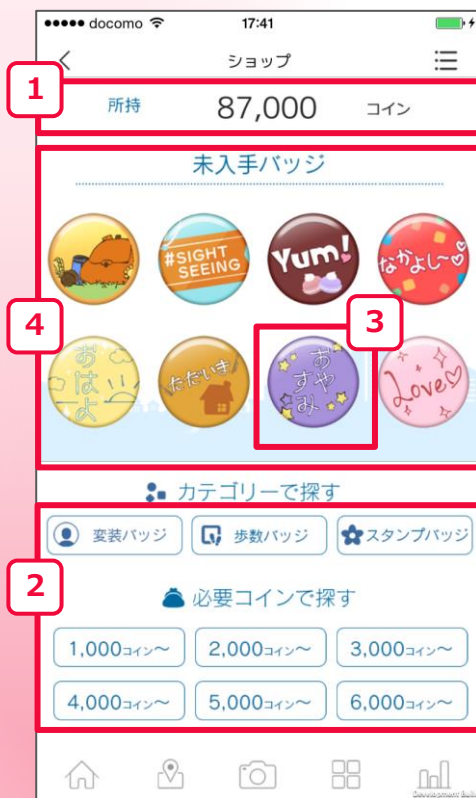 docomo 17:41
ショップ
1
所持 87,000 コイン
未入手バッジ
#SIGHT
SEEING
Yum!
なかよし~
4
3
おはよ
ただいま!
おやすみ
Love
カテゴリーで探す
変装バッジ 歩数バッジ スタンプバッジ
2
必要コインで探す
1,000コイン〜 2,000コイン〜 3,000コイン〜
4,000コイン〜 5,000コイン〜 6,000コイン〜
Development Build